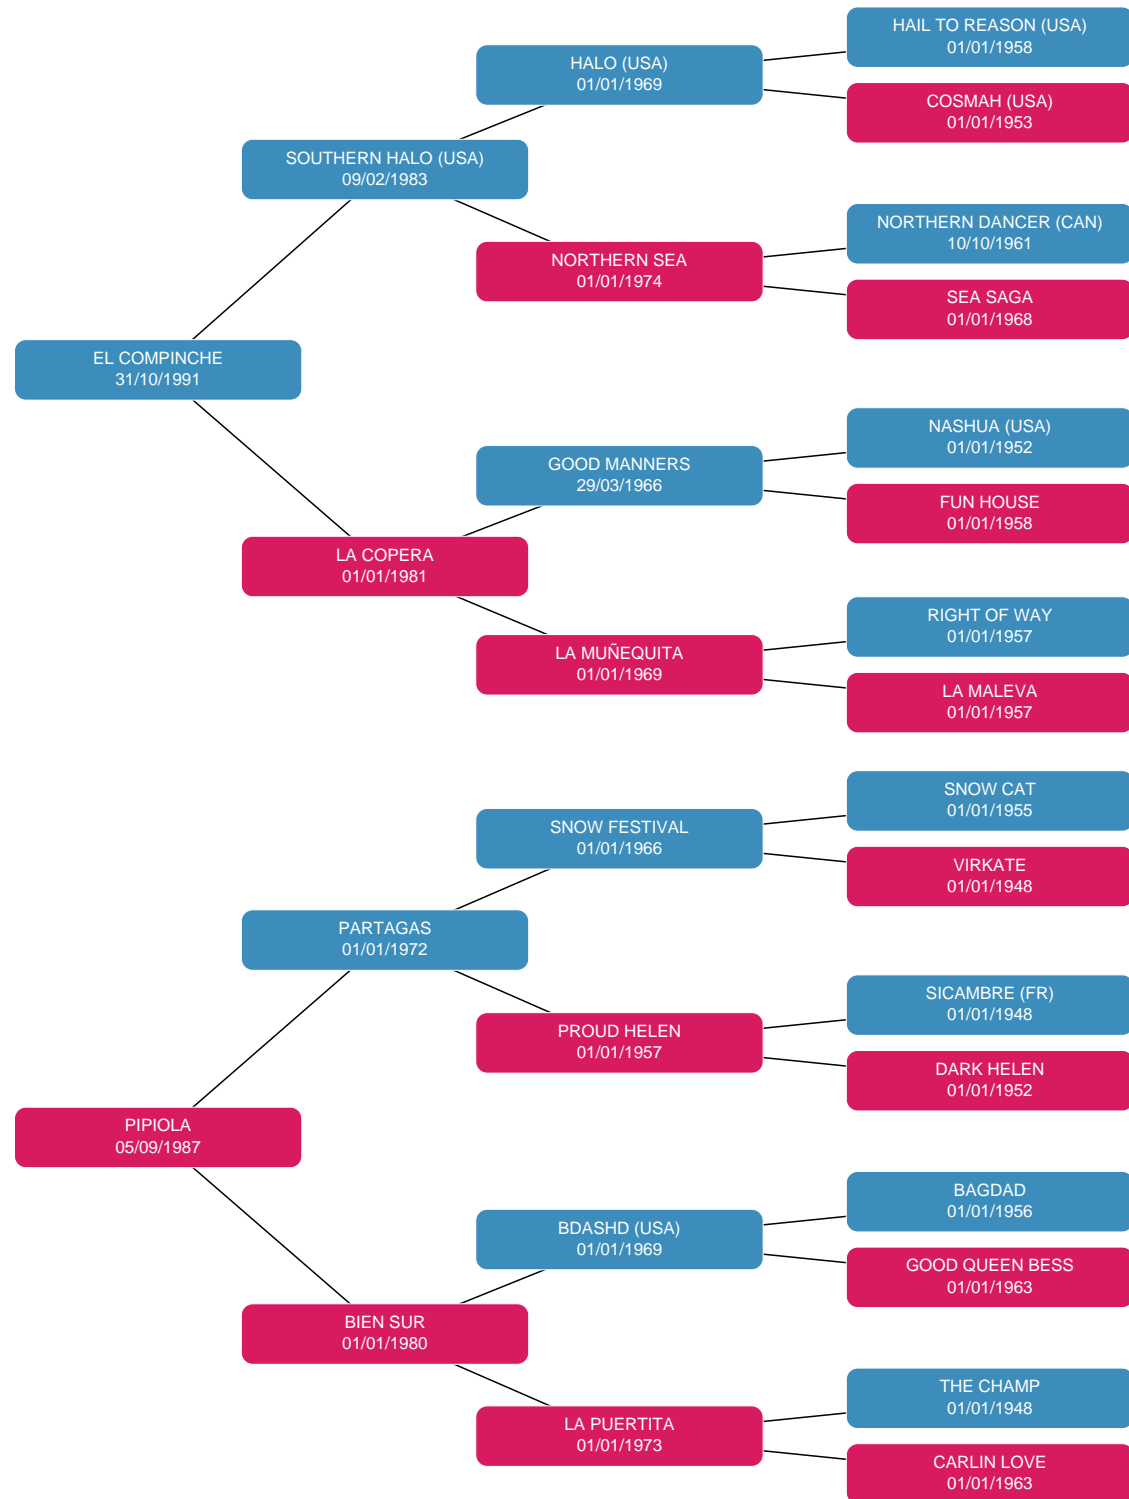 HAIL TO REASON (USA)
01/01/1958
HALO (USA)
01/01/1969
COSMAH (USA)
01/01/1953
SOUTHERN HALO (USA)
09/02/1983
NORTHERN DANCER (CAN)
10/10/1961
NORTHERN SEA
01/01/1974
SEA SAGA
01/01/1968
EL COMPINCHE
31/10/1991
NASHUA (USA)
01/01/1952
GOOD MANNERS
29/03/1966
FUN HOUSE
01/01/1958
LA COPERA
01/01/1981
RIGHT OF WAY
01/01/1957
LA MUÑEQUITA
01/01/1969
LA MALEVA
01/01/1957
SNOW CAT
01/01/1955
SNOW FESTIVAL
01/01/1966
VIRKATE
01/01/1948
PARTAGAS
01/01/1972
SICAMBRE (FR)
01/01/1948
PROUD HELEN
01/01/1957
DARK HELEN
01/01/1952
PIPIOLA
05/09/1987
BAGDAD
01/01/1956
BDASHD (USA)
01/01/1969
GOOD QUEEN BESS
01/01/1963
BIEN SUR
01/01/1980
THE CHAMP
01/01/1948
LA PUERTITA
01/01/1973
CARLIN LOVE
01/01/1963